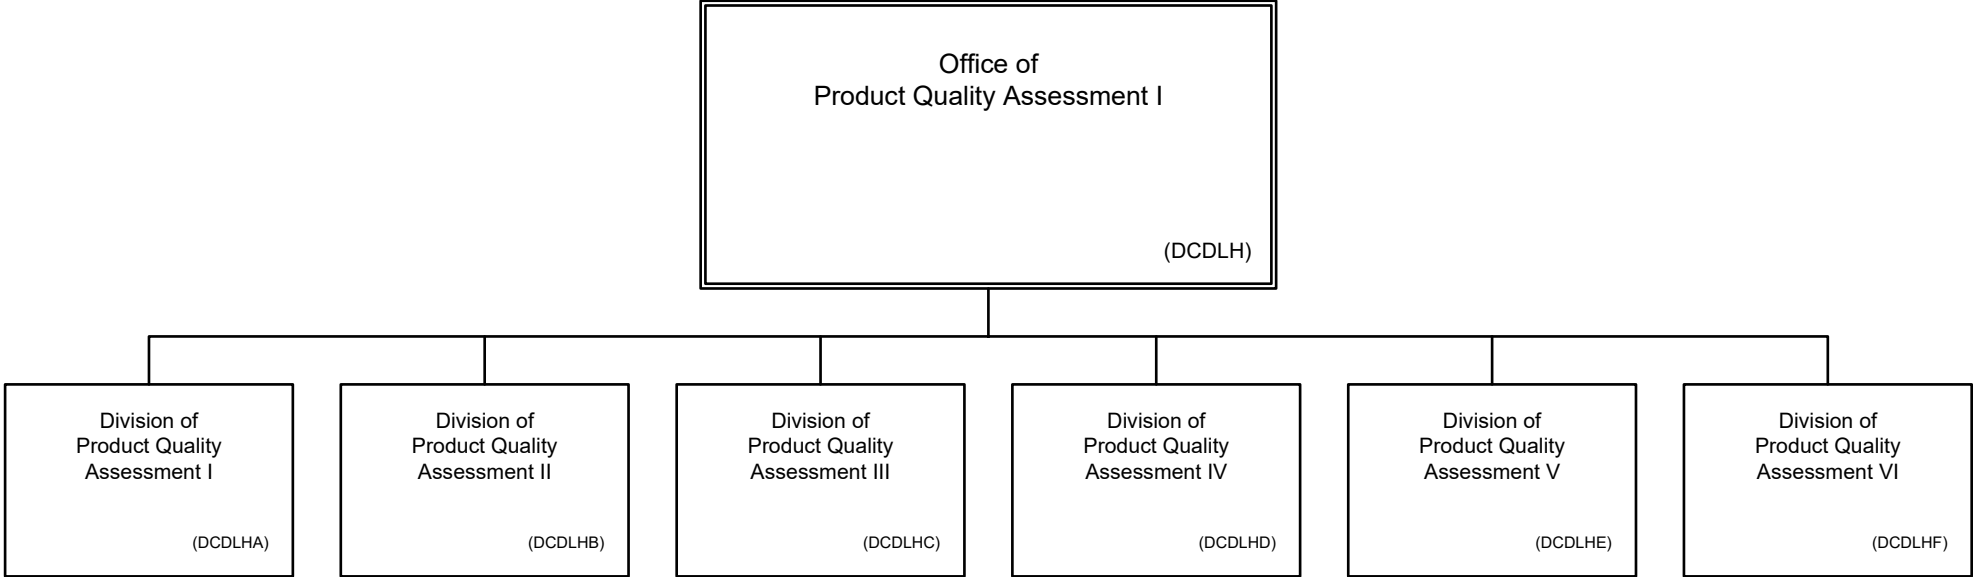 Office of
Product Quality Assessment I
(DCDLH)
Division of
Product Quality
Assessment I
(DCDLHA)
Division of
Product Quality
Assessment II
(DCDLHB)
Division of
Product Quality
Assessment III
(DCDLHC)
Division of
Product Quality
Assessment IV
(DCDLHD)
Division of
Product Quality
Assessment V
(DCDLHE)
Division of
Product Quality
Assessment VI
(DCDLHF)